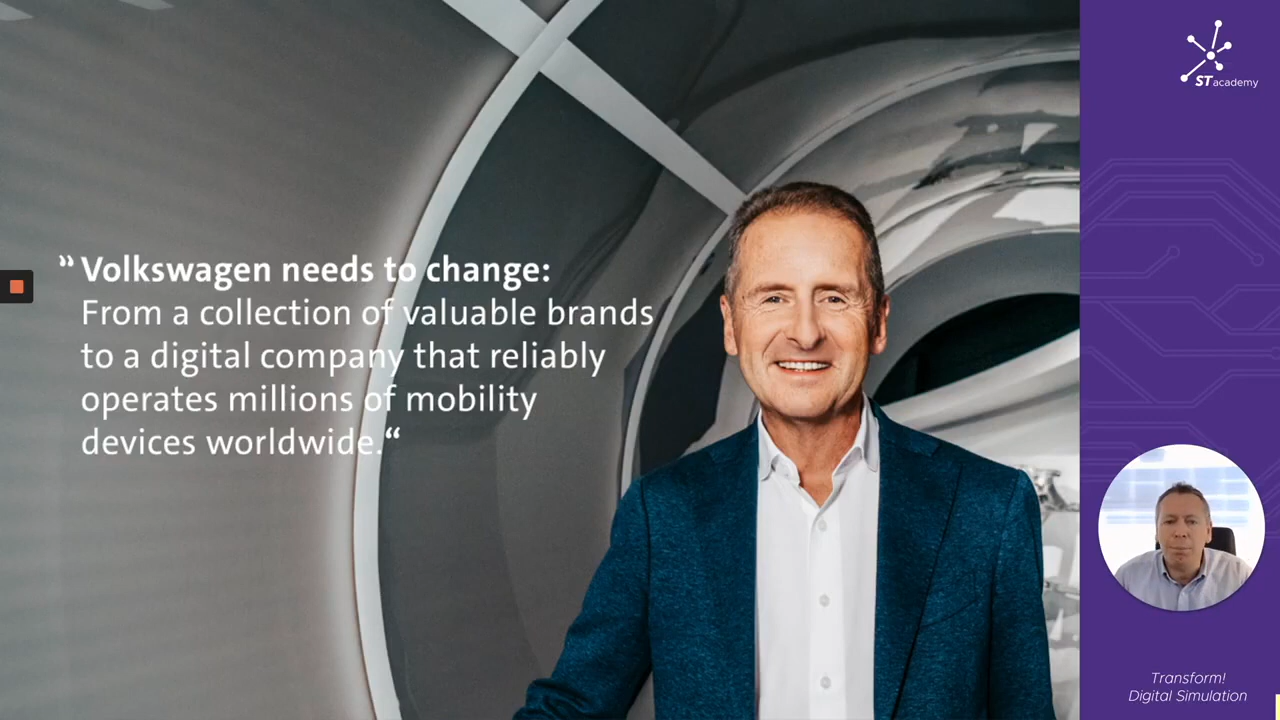 ” Volkswagen needs to change:
From a collection of valuable brands
to a digital company that reliably
operates millions of mobility
devices worldwide.“
ST academy
Transform!
Digital Simulation